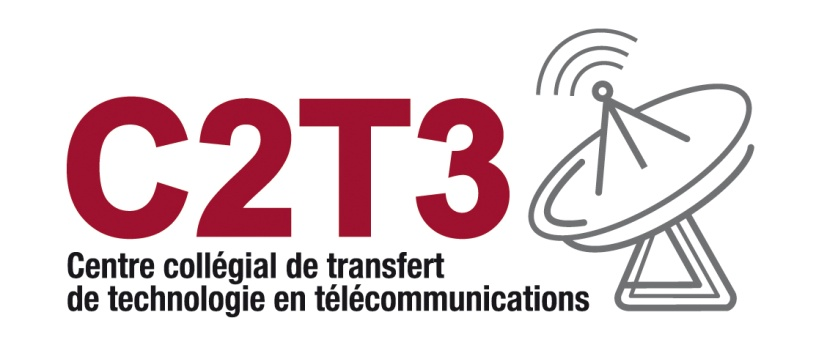 C2T3
Centre collégial de transfert
de technologie en télécommunications